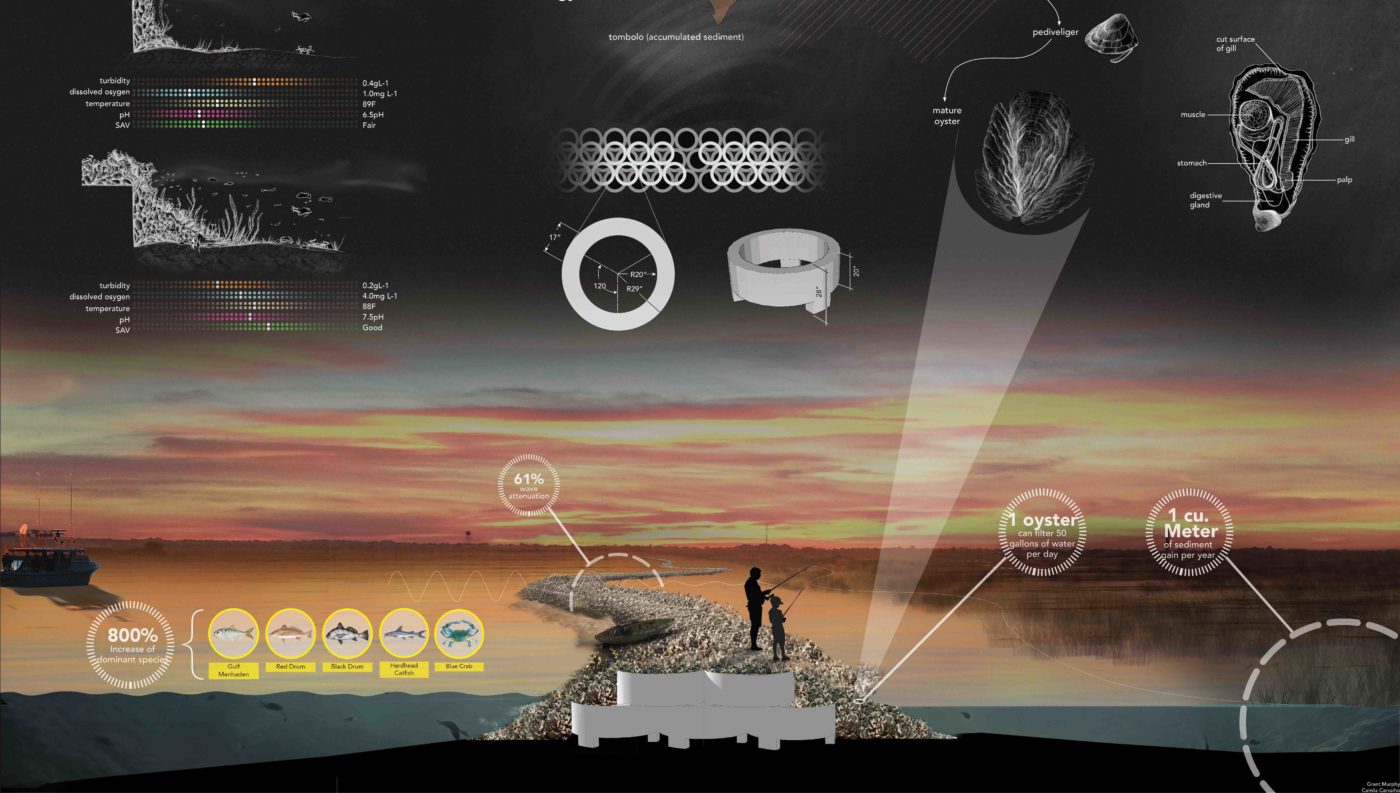 tombolo (accumulated sediment)
pediveliger
cut surface
of gill
turbidity
0.4gL-1
dissolved oxygen
1.0mg L-1
temperature
89F
pH
6.5pH
SAV
Fair
mature
oyster
muscle
gill
stomach
palp
digestive
gland
17"
R20"
120
R29"
20"
28"
turbidity
0.2gL-1
dissolved oxygen
4.0mg L-1
temperature
88F
pH
7.5pH
SAV
Good
61%
wave
attenuation
1 oyster
can filter 50
gallons of water
per day
1 cu.
Meter
of sediment
gain per year
800%
Increase of
dominant species
Gulf
Menhaden
Red Drum
Black Drum
Hardhead
Catfish
Blue Crab
Grant Murphy
Camila Carvalho